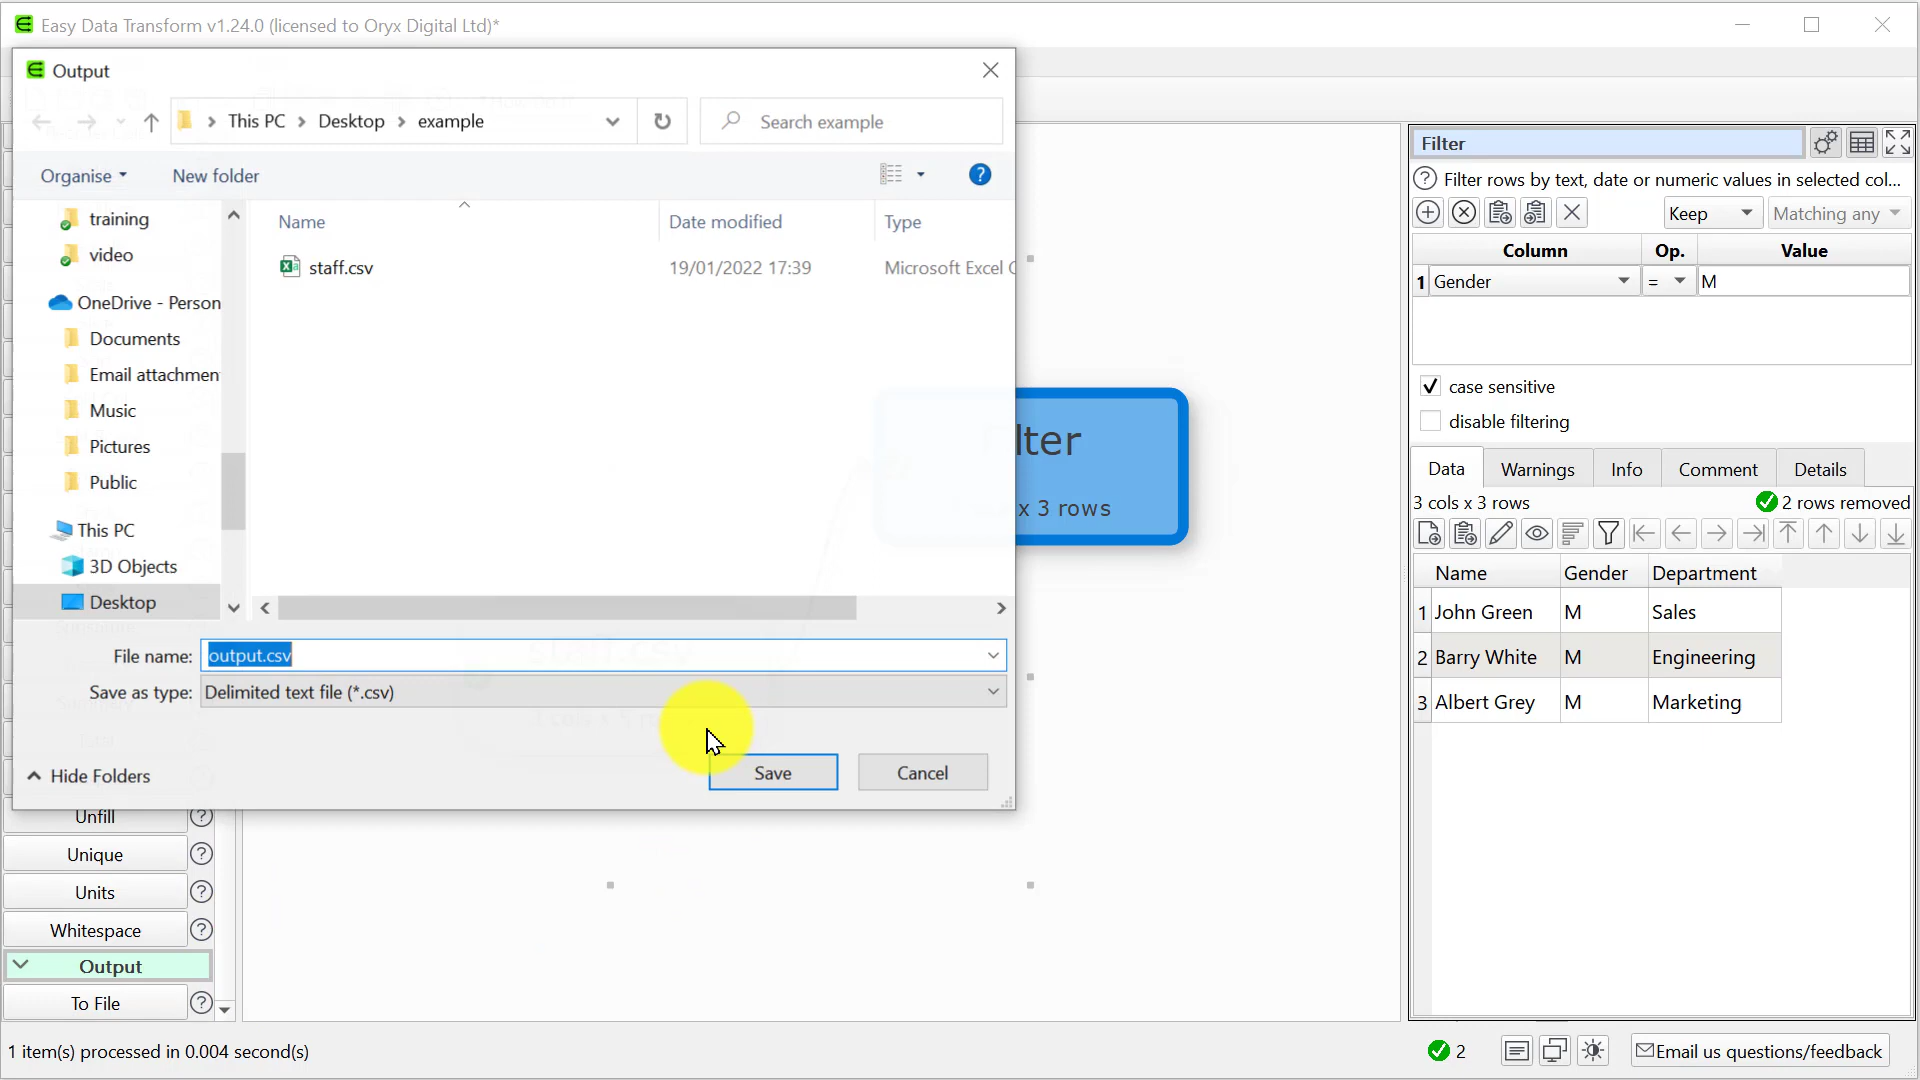 Easy Data Transform v1.24.0 (licensed to Oryx Digital Ltd)*
Output
This PC > Desktop > example
Search example
Organise
New folder
Name
Date modified
Type
training
video
OneDrive - Person
Documents
Email attachmen
Music
Pictures
Public
This PC
3D Objects
Desktop
staff.csv
19/01/2022 17:39
Microsoft Excel C
File name:
output.csv
Save as type:
Delimited text file (*.csv)
Hide Folders
Save
Cancel
lter
x 3 rows
Unfill
Unique
Units
Whitespace
Output
To File
Filter
Filter rows by text, date or numeric values in selected col...
Keep
Matching any
Column
Op.
Value
1
Gender
=
M
case sensitive
disable filtering
Data
Warnings
Info
Comment
Details
3 cols x 3 rows
2 rows removed
Name Gender Department
1 John Green M Sales
2 Barry White M Engineering
3 Albert Grey M Marketing
1 item(s) processed in 0.004 second(s)
2
Email us questions/feedback